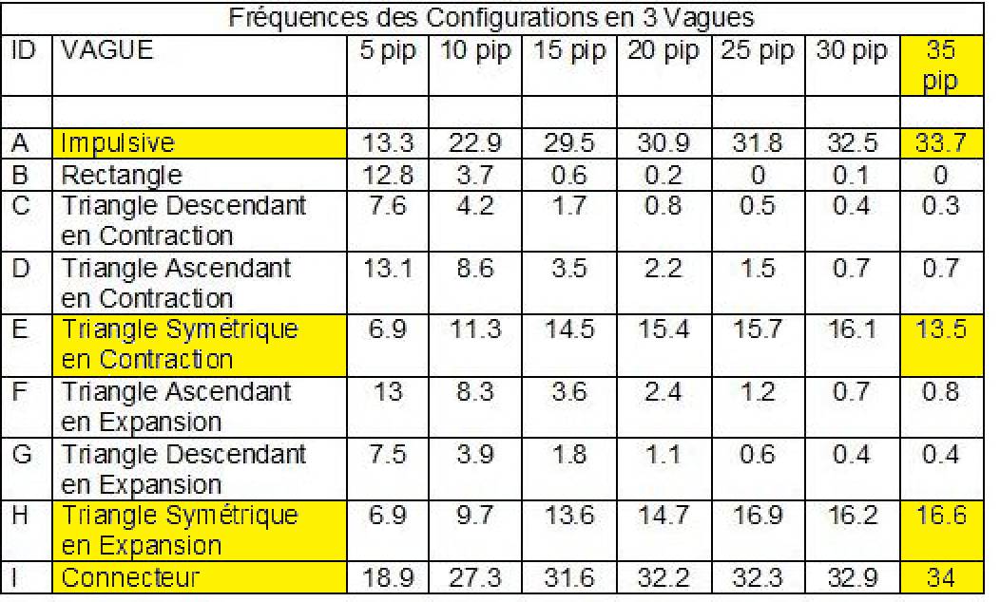 Fréquences des Configurations en 3 Vagues
ID VAGUE 5 pip 10 pip 15 pip 20 pip 25 pip 30 pip 35 pip
A Impulsive 13.3 22.9 29.5 30.9 31.8 32.5 33.7
B Rectangle 12.8 3.7 0.6 0.2 0 0.1 0
C Triangle Descendant 7.6 4.2 1.7 0.8 0.5 0.4 0.3
en Contraction
D Triangle Ascendant 13.1 8.6 3.5 2.2 1.5 0.7 0.7
en Contraction
E Triangle Symétrique 6.9 11.3 14.5 15.4 15.7 16.1 13.5
en Contraction
F Triangle Ascendant 13 8.3 3.6 2.4 1.2 0.7 0.8
en Expansion
G Triangle Descendant 7.5 3.9 1.8 1.1 0.6 0.4 0.4
en Expansion
H Triangle Symétrique 6.9 9.7 13.6 14.7 16.9 16.2 16.6
en Expansion
I Connecteur 18.9 27.3 31.6 32.2 32.3 32.9 34